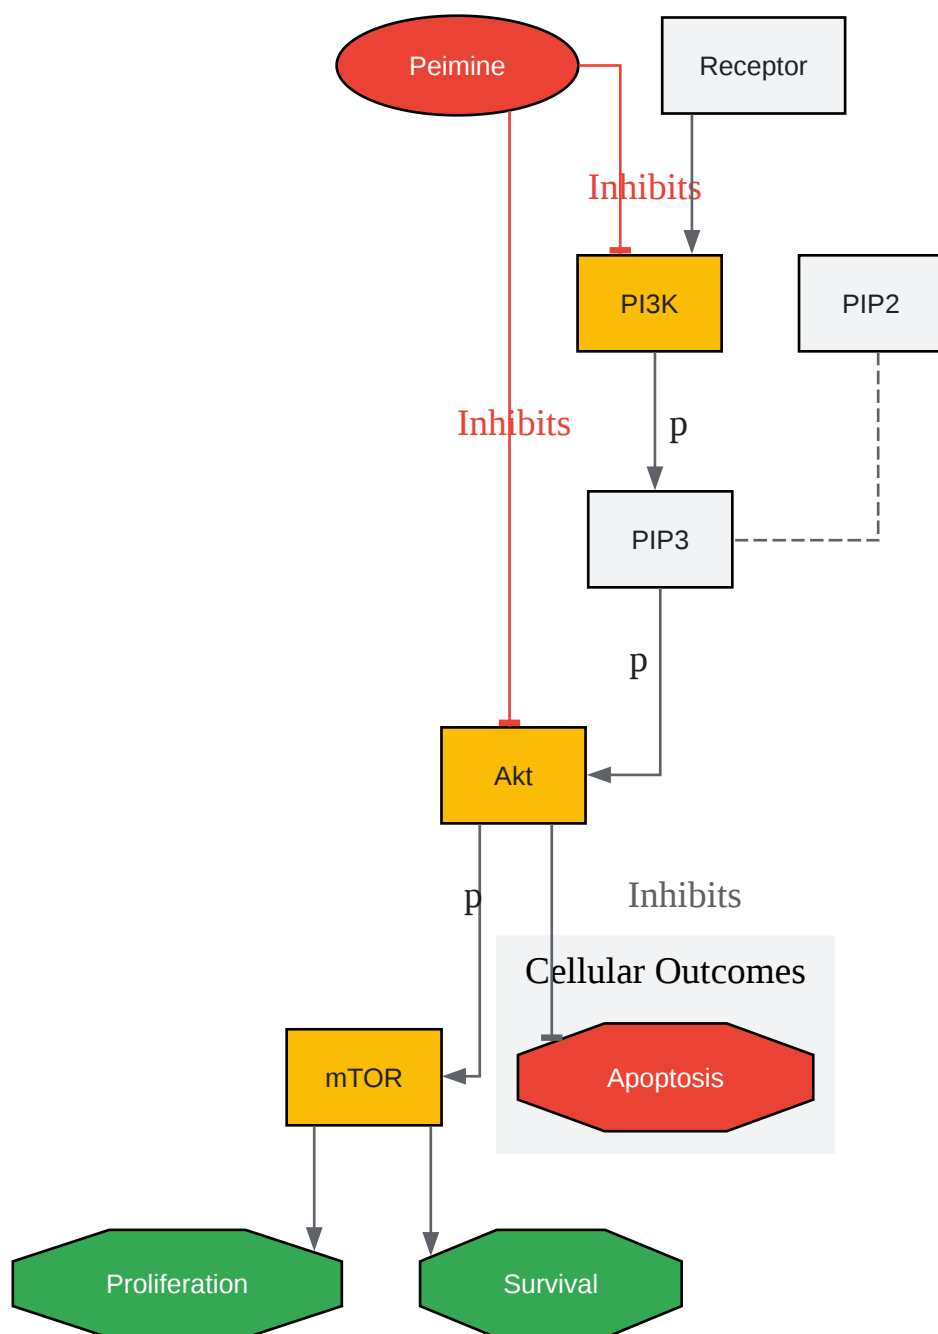 Peimine
Receptor
Inhibits
PI3K
PIP2
Inhibits
p
PIP3
p
Akt
p
Inhibits
Cellular Outcomes
mTOR
Apoptosis
Proliferation
Survival